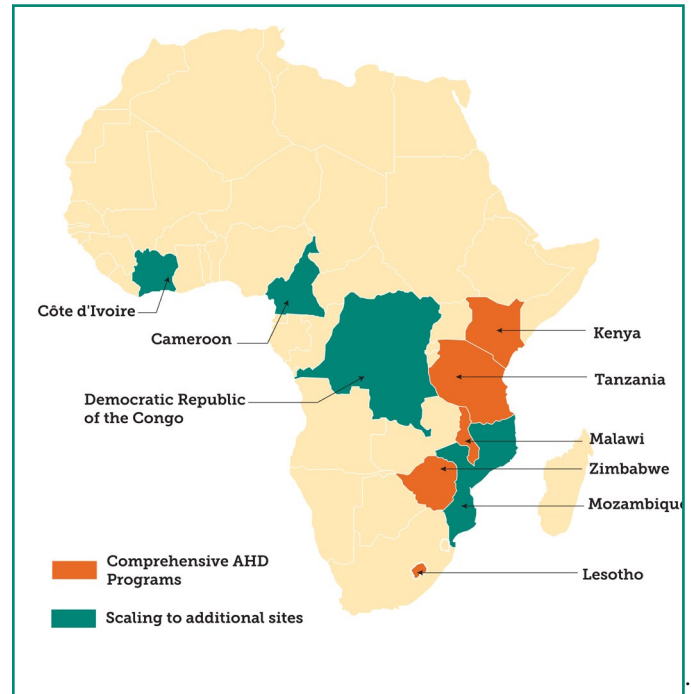 Côte d'Ivoire
Cameroon
Democratic Republic
of the Congo
Kenya
Tanzania
Malawi
Zimbabwe
Mozambique
Lesotho
Comprehensive AHD
Programs
Scaling to additional sites
.